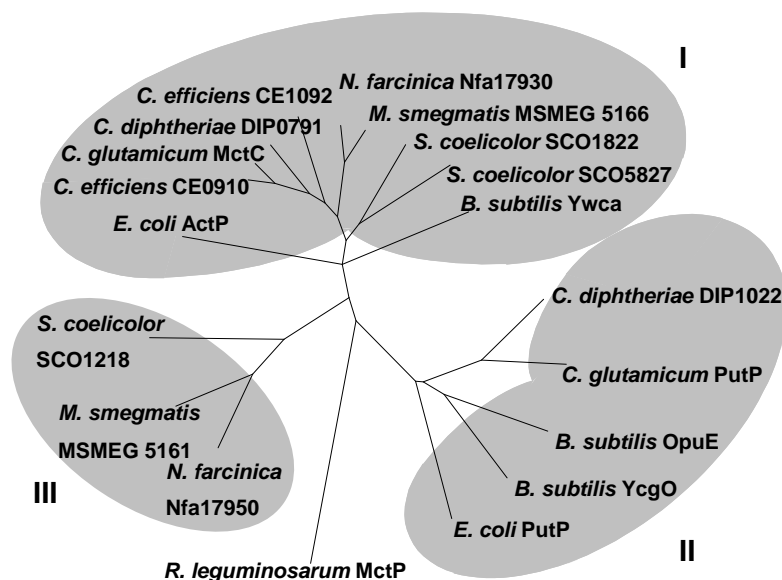 I
N. farcinica Nfa17930
C. efficiens CE1092
M. smegmatis MSMEG 5166
C. diphtheriae DIP0791
S. coelicolor SCO1822
C. glutamicum MctC
S. coelicolor SCO5827
C. efficiens CE0910
B. subtilis Ywca
E. coli ActP
C. diphtheriae DIP1022
S. coelicolor
SCO1218
C. glutamicum PutP
M. smegmatis
MSMEG 5161
B. subtilis OpuE
N. farcinica
Nfa17950
III
B. subtilis YcgO
E. coli PutP
II
R. leguminosarum MctP